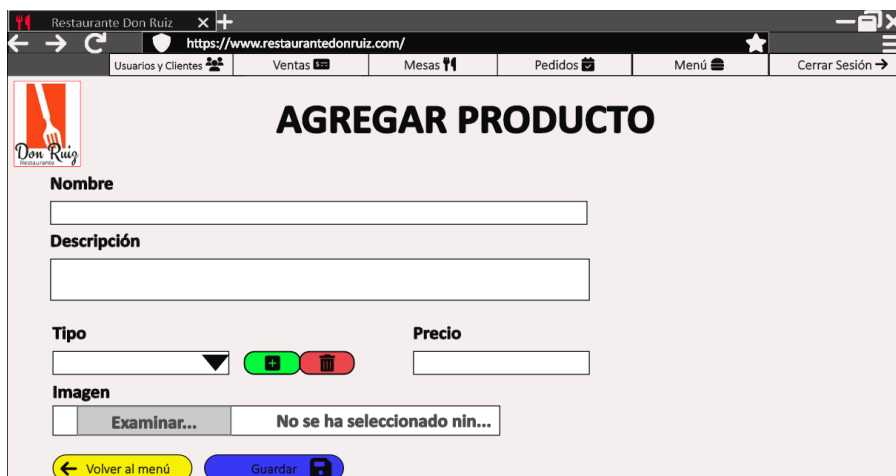 Restaurante Don Ruiz
https://www.restaurantedonruiz.com/
Usuarios y Clientes Ventas Mesas Pedidos Menú Cerrar Sesión
Don Ruiz
Restaurante
AGREGAR PRODUCTO
Nombre
Descripción
Tipo Precio
Imagen
Examinar... No se ha seleccionado nin...
Volver al menú Guardar